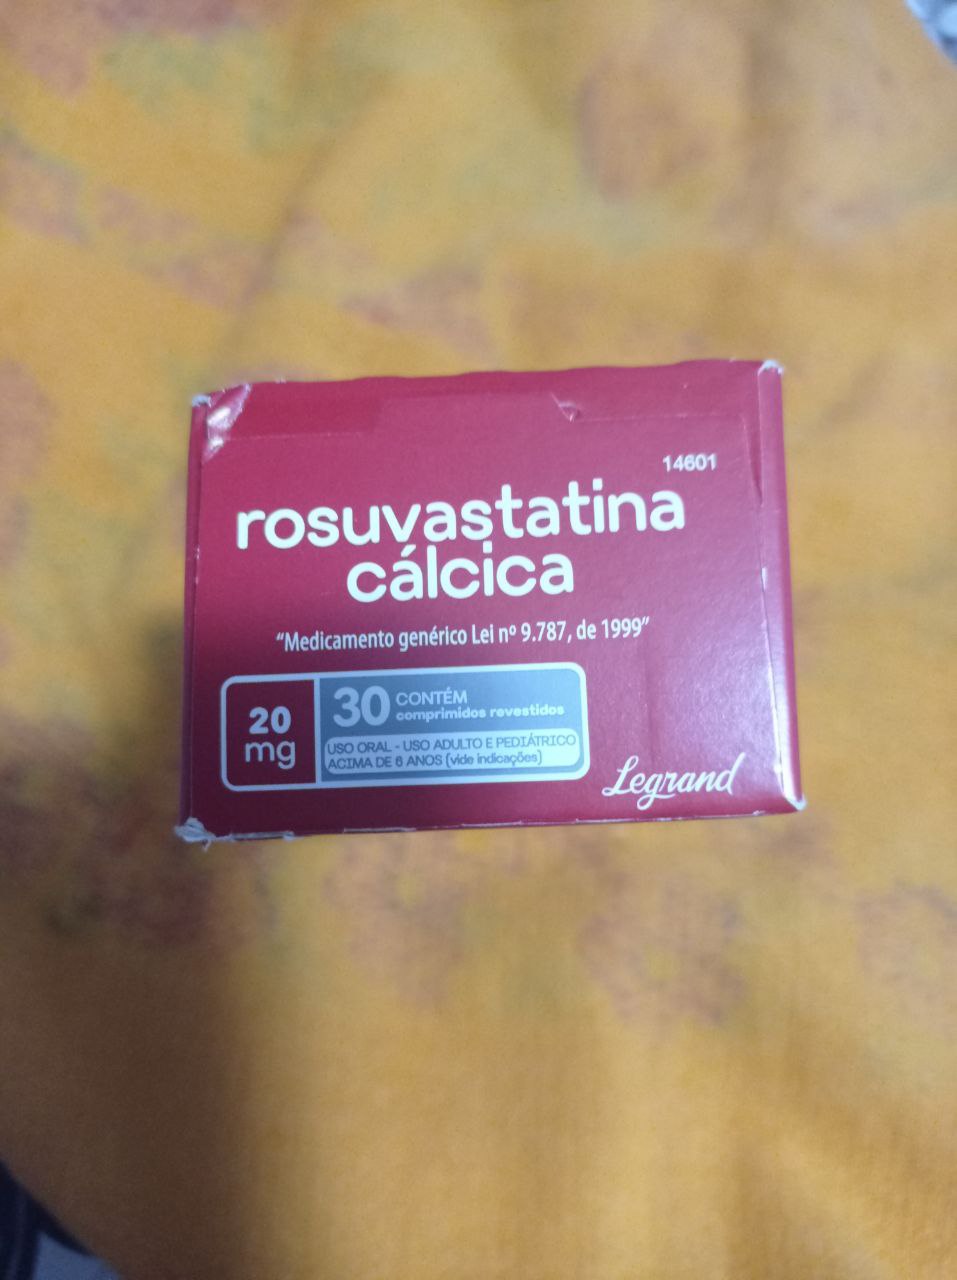 14601
rosuvastatina
cálcica
“Medicamento genérico Lei nº 9.787, de 1999”
20
mg
30 CONTÉM
comprimidos revestidos
USO ORAL - USO ADULTO E PEDIÁTRICO
ACIMA DE 6 ANOS (vide indicações)
Legrand